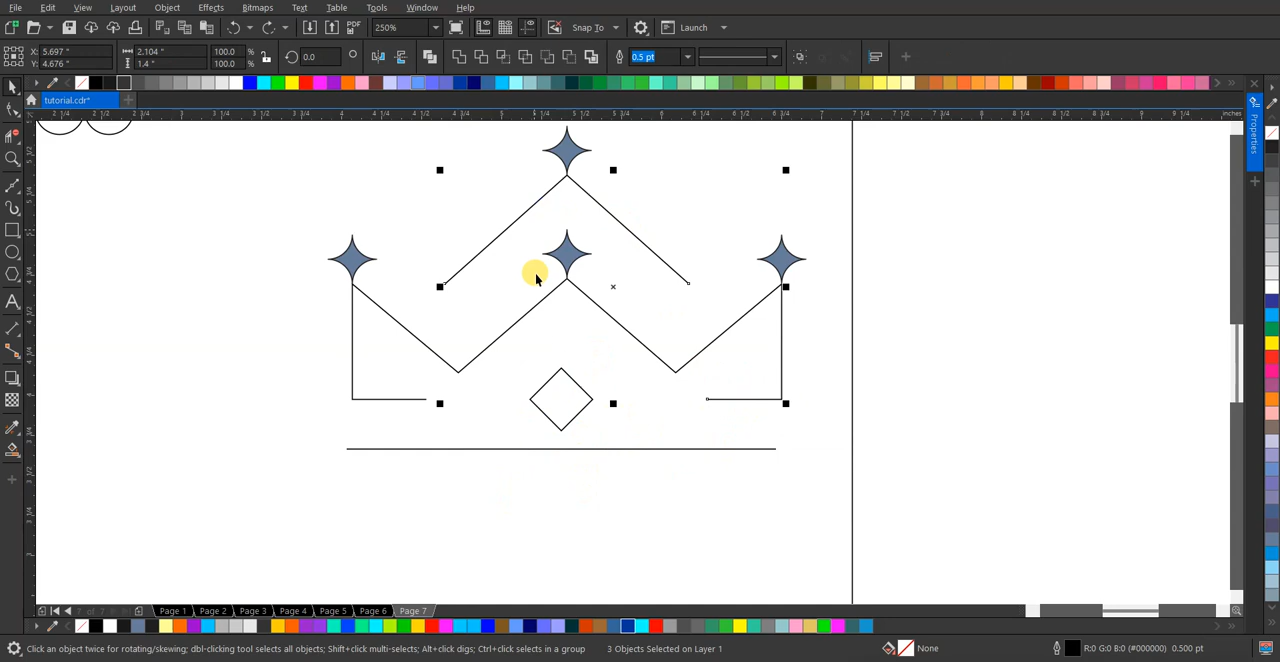 File Edit View Layout Object Effects Bitmaps Text Table Tools Window Help
PDF 250% Snap To Launch
X: 5.697 " 2.104 " 100.0 % 0.0 0.5 pt
Y: 4.676 " 1.4 " 100.0 %
tutorial.cdr*
inches
Properties
7 of 7 Page 1 Page 2 Page 3 Page 4 Page 5 Page 6 Page 7
Click an object twice for rotating/skewing; dbl-clicking tool selects all objects; Shift+click multi-selects; Alt+click digs; Ctrl+click selects in a group 3 Objects Selected on Layer 1 None R:0 G:0 B:0 (#000000) 0.500 pt